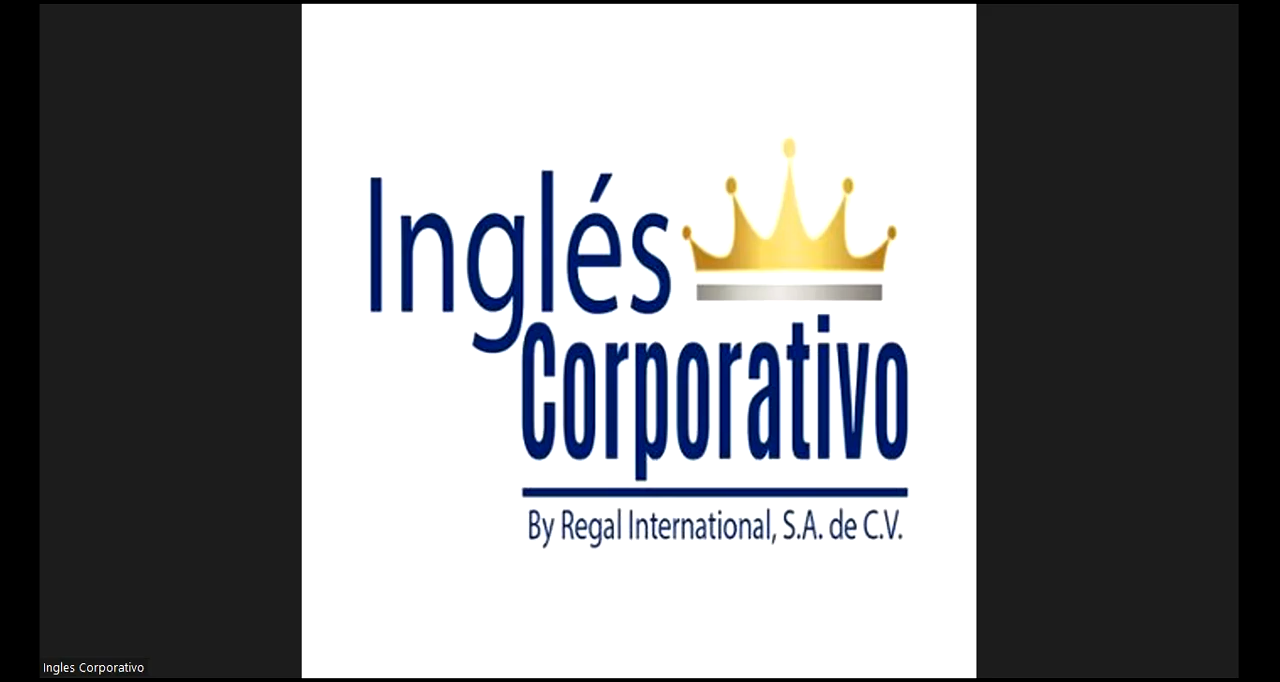 Inglés
Corporativo
By Regal International, S.A. de C.V.
Ingles Corporativo